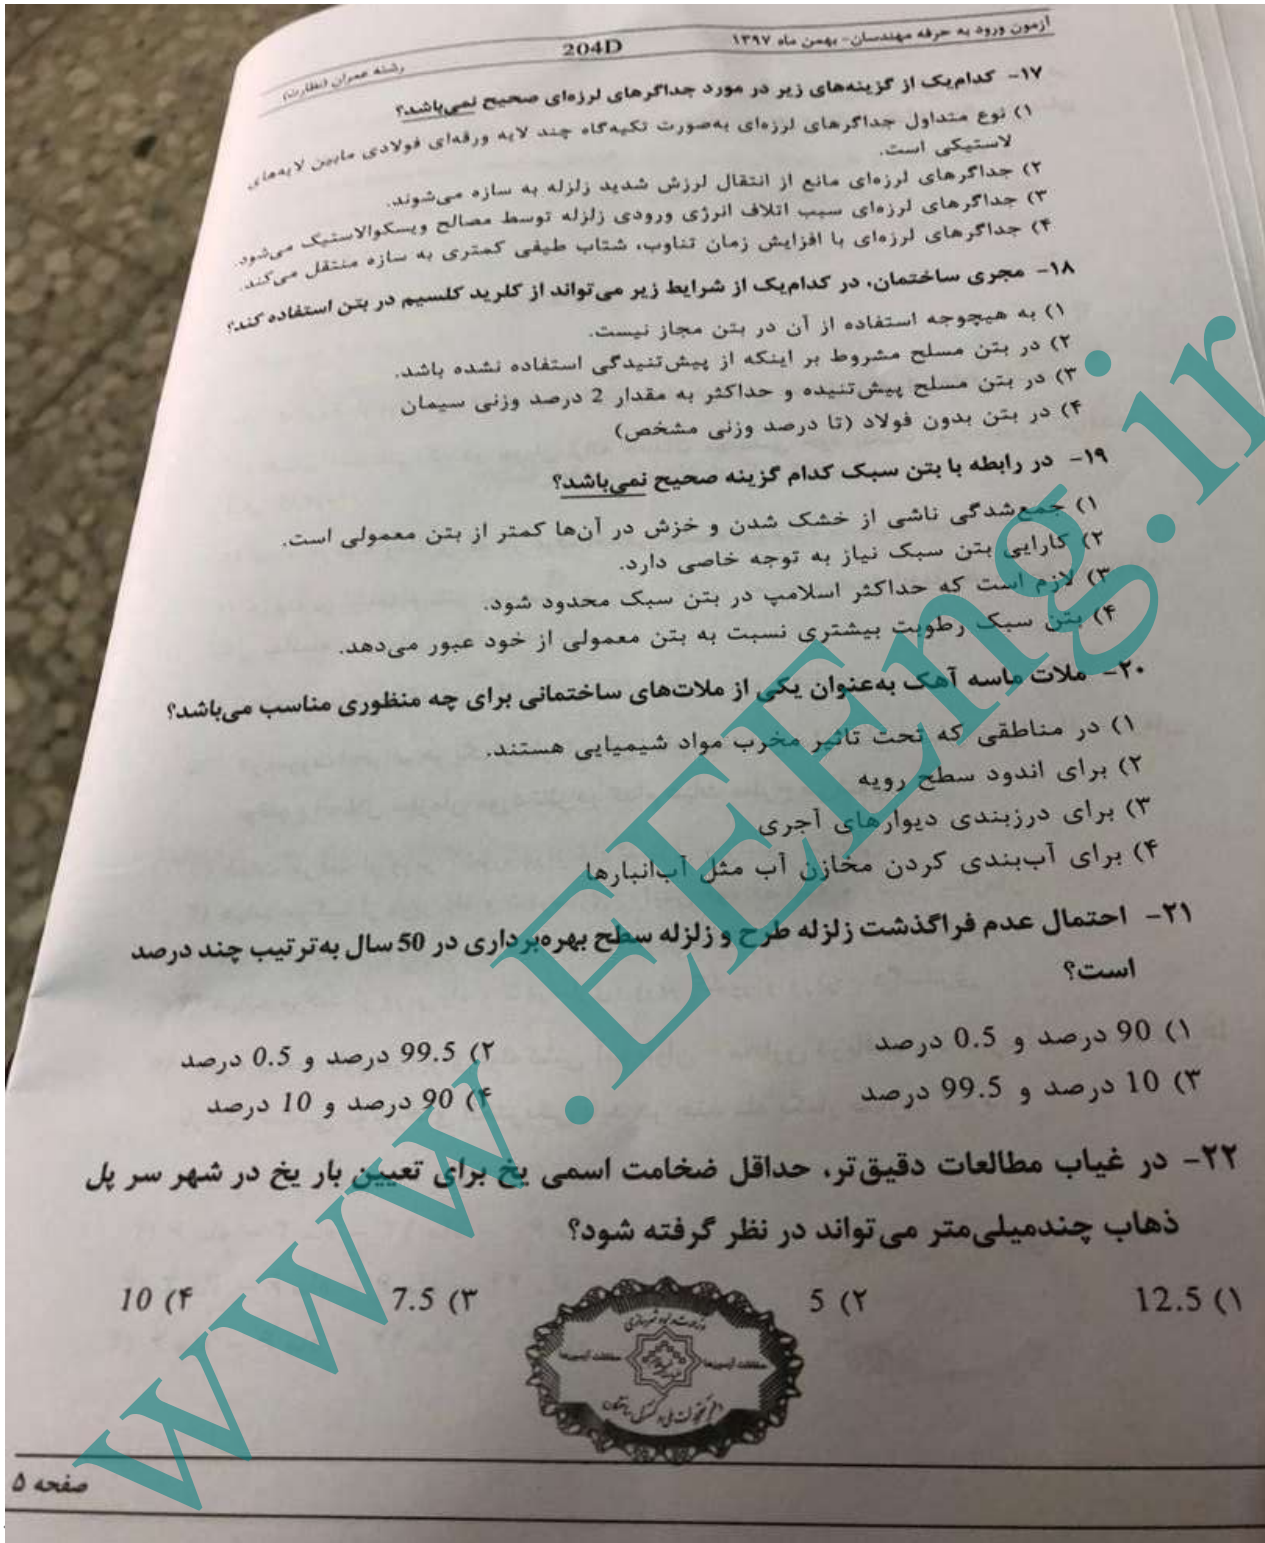 آزمون ورود به حرفه مهندسان- بهمن ماه ۱۳۹۷
204D
رشته عمران (نظارت)
۱۷- کدام‌یک از گزینه‌های زیر در مورد جداگرهای لرزه‌ای صحیح نمی‌باشد؟
۱) نوع متداول جداگرهای لرزه‌ای به‌صورت تکیه‌گاه چند لایه ورقه‌ای فولادی مابین لایه‌های
لاستیکی است.
۲) جداگرهای لرزه‌ای مانع از انتقال لرزش شدید زلزله به سازه می‌شوند.
۳) جداگرهای لرزه‌ای سبب اتلاف انرژی ورودی زلزله توسط مصالح ویسکوالاستیک می‌شود.
۴) جداگرهای لرزه‌ای با افزایش زمان تناوب، شتاب طیفی کمتری به سازه منتقل می‌کند.
۱۸- مجری ساختمان، در کدام‌یک از شرایط زیر می‌تواند از کلرید کلسیم در بتن استفاده کند؟
۱) به هیچوجه استفاده از آن در بتن مجاز نیست.
۲) در بتن مسلح مشروط بر اینکه از پیش‌تنیدگی استفاده نشده باشد.
۳) در بتن مسلح پیش‌تنیده و حداکثر به مقدار 2 درصد وزنی سیمان
۴) در بتن بدون فولاد (تا درصد وزنی مشخص)
۱۹- در رابطه با بتن سبک کدام گزینه صحیح نمی‌باشد؟
۱) جمع‌شدگی ناشی از خشک شدن و خزش در آن‌ها کمتر از بتن معمولی است.
۲) کارایی بتن سبک نیاز به توجه خاصی دارد.
۳) لازم است که حداکثر اسلامپ در بتن سبک محدود شود.
۴) بتن سبک رطوبت بیشتری نسبت به بتن معمولی از خود عبور می‌دهد.
۲۰- ملات ماسه آهک به‌عنوان یکی از ملات‌های ساختمانی برای چه منظوری مناسب می‌باشد؟
۱) در مناطقی که تحت تاثیر مخرب مواد شیمیایی هستند.
۲) برای اندود سطح رویه
۳) برای درزبندی دیوارهای آجری
۴) برای آب‌بندی کردن مخازن آب مثل آب‌انبارها
۲۱- احتمال عدم فراگذشت زلزله طرح و زلزله سطح بهره‌برداری در 50 سال به‌ترتیب چند درصد
است؟
۱) 90 درصد و 0.5 درصد
۲) 99.5 درصد و 0.5 درصد
۳) 10 درصد و 99.5 درصد
۴) 90 درصد و 10 درصد
۲۲- در غیاب مطالعات دقیق‌تر، حداقل ضخامت اسمی یخ برای تعیین بار یخ در شهر سر پل
ذهاب چندمیلی‌متر می‌تواند در نظر گرفته شود؟
۱) 12.5
۲) 5
۳) 7.5
۴) 10
صفحه ۵
www.EEEng.ir